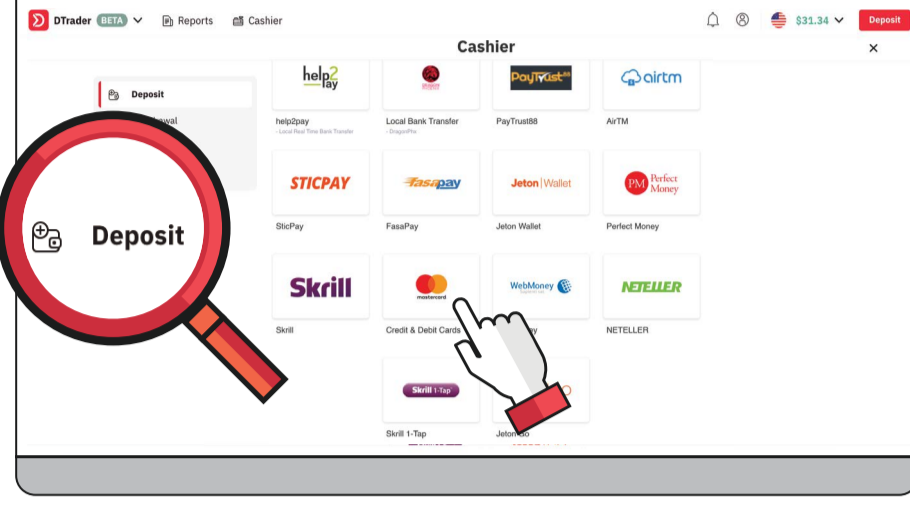 DTrader BETA Reports Cashier $31.34 Deposit
Cashier
Deposit
help2
pay
PayTrust88
airtm
help2pay
- Local Real Time Bank Transfer
Local Bank Transfer
- DragonPhx
PayTrust88
AirTM
STICPAY
Fasapay
Jeton Wallet
PM Perfect
Money
SticPay
FasaPay
Jeton Wallet
Perfect Money
Deposit
Skrill
mastercard
WebMoney
NETELLER
Skrill
Credit & Debit Cards
NETELLER
Skrill 1-Tap
Skrill 1-Tap